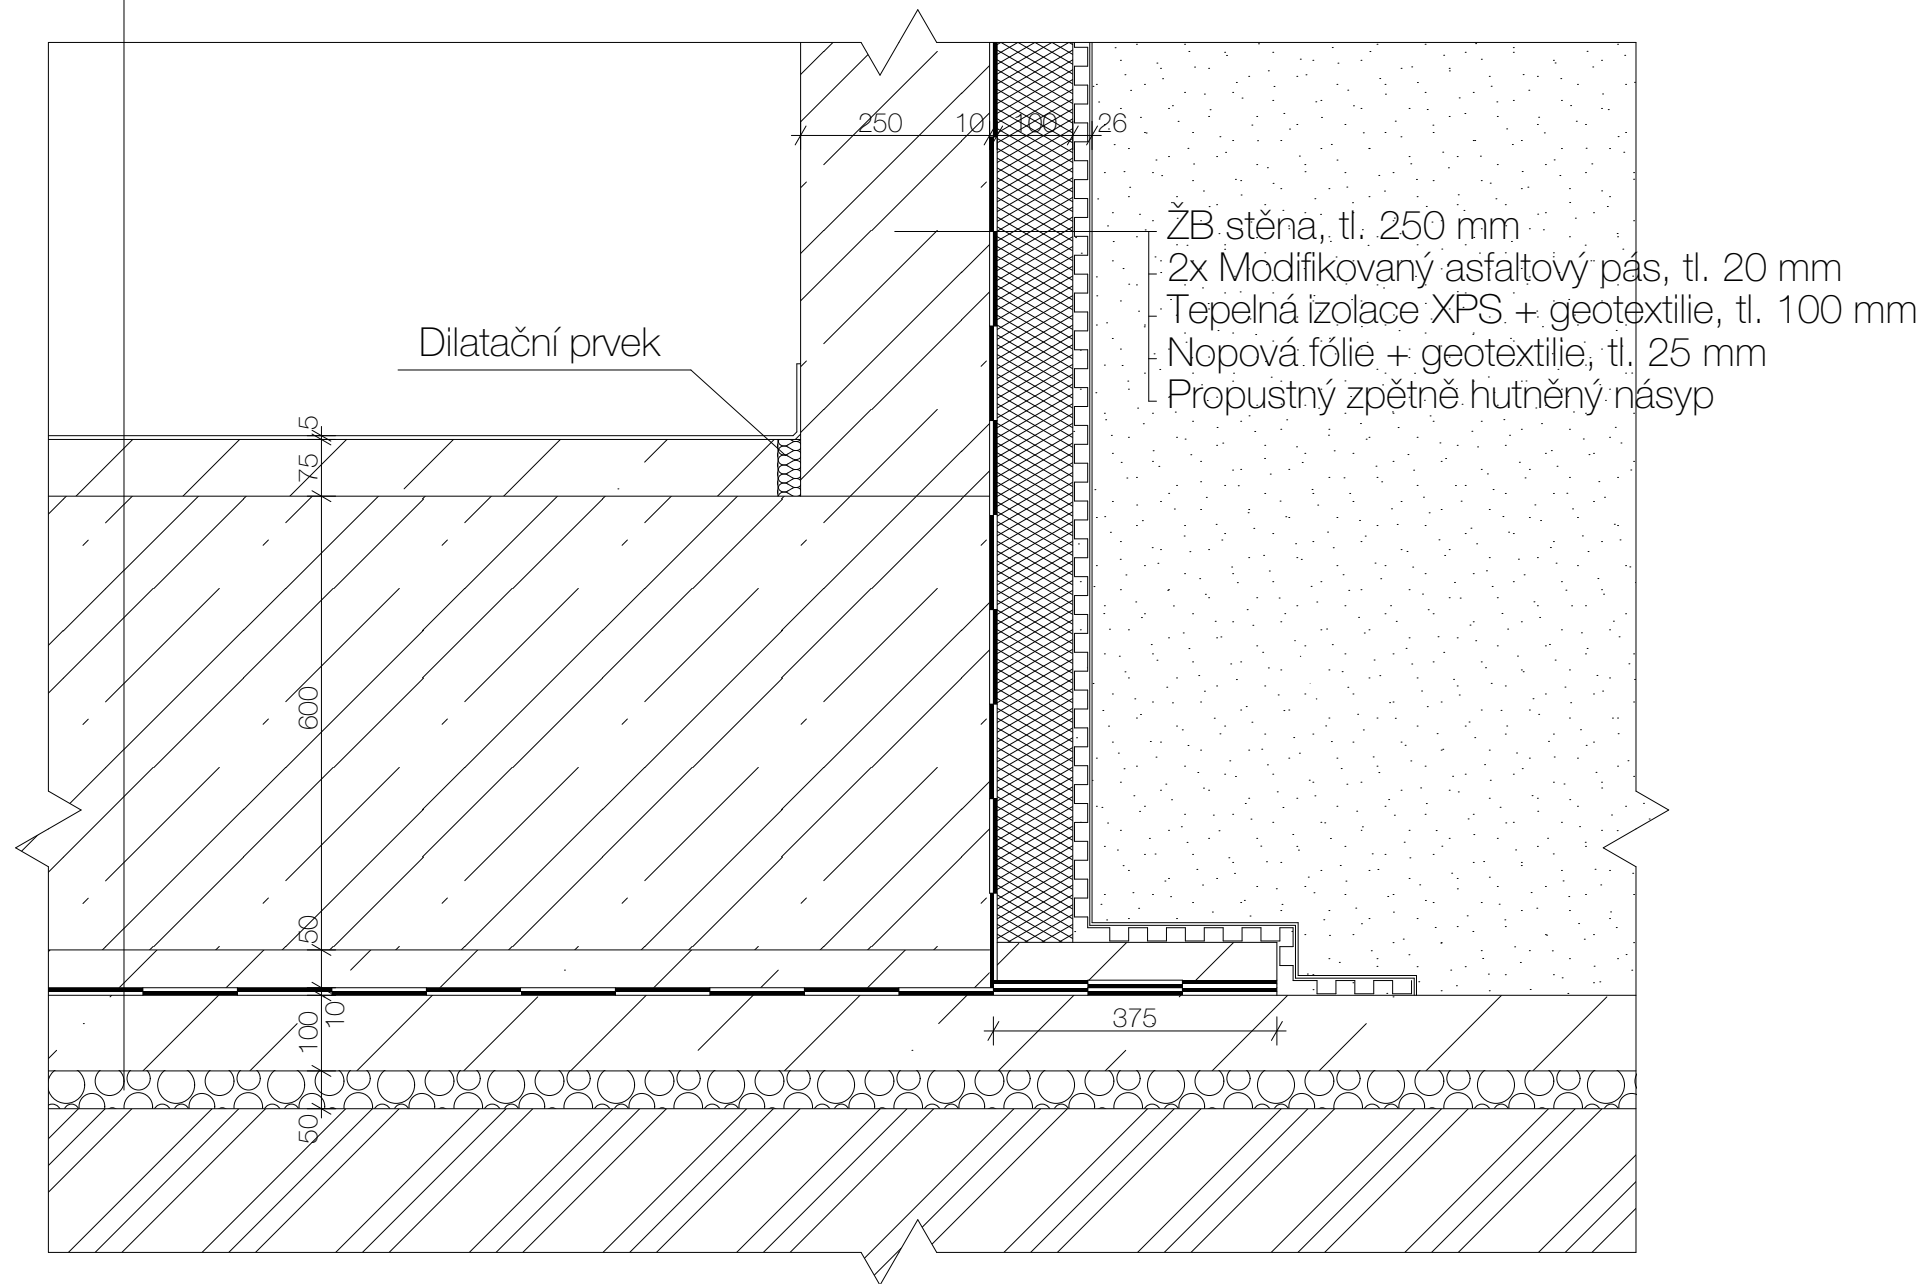 250
10
100
26
ŽB stěna, tl. 250 mm
2x Modifikovaný asfaltový pás, tl. 20 mm
Tepelná izolace XPS + geotextilie, tl. 100 mm
Nopová fólie + geotextilie, tl. 25 mm
Propustný zpětně hutněný násyp
Dilatační prvek
5
75
600
50
10
100
375
50